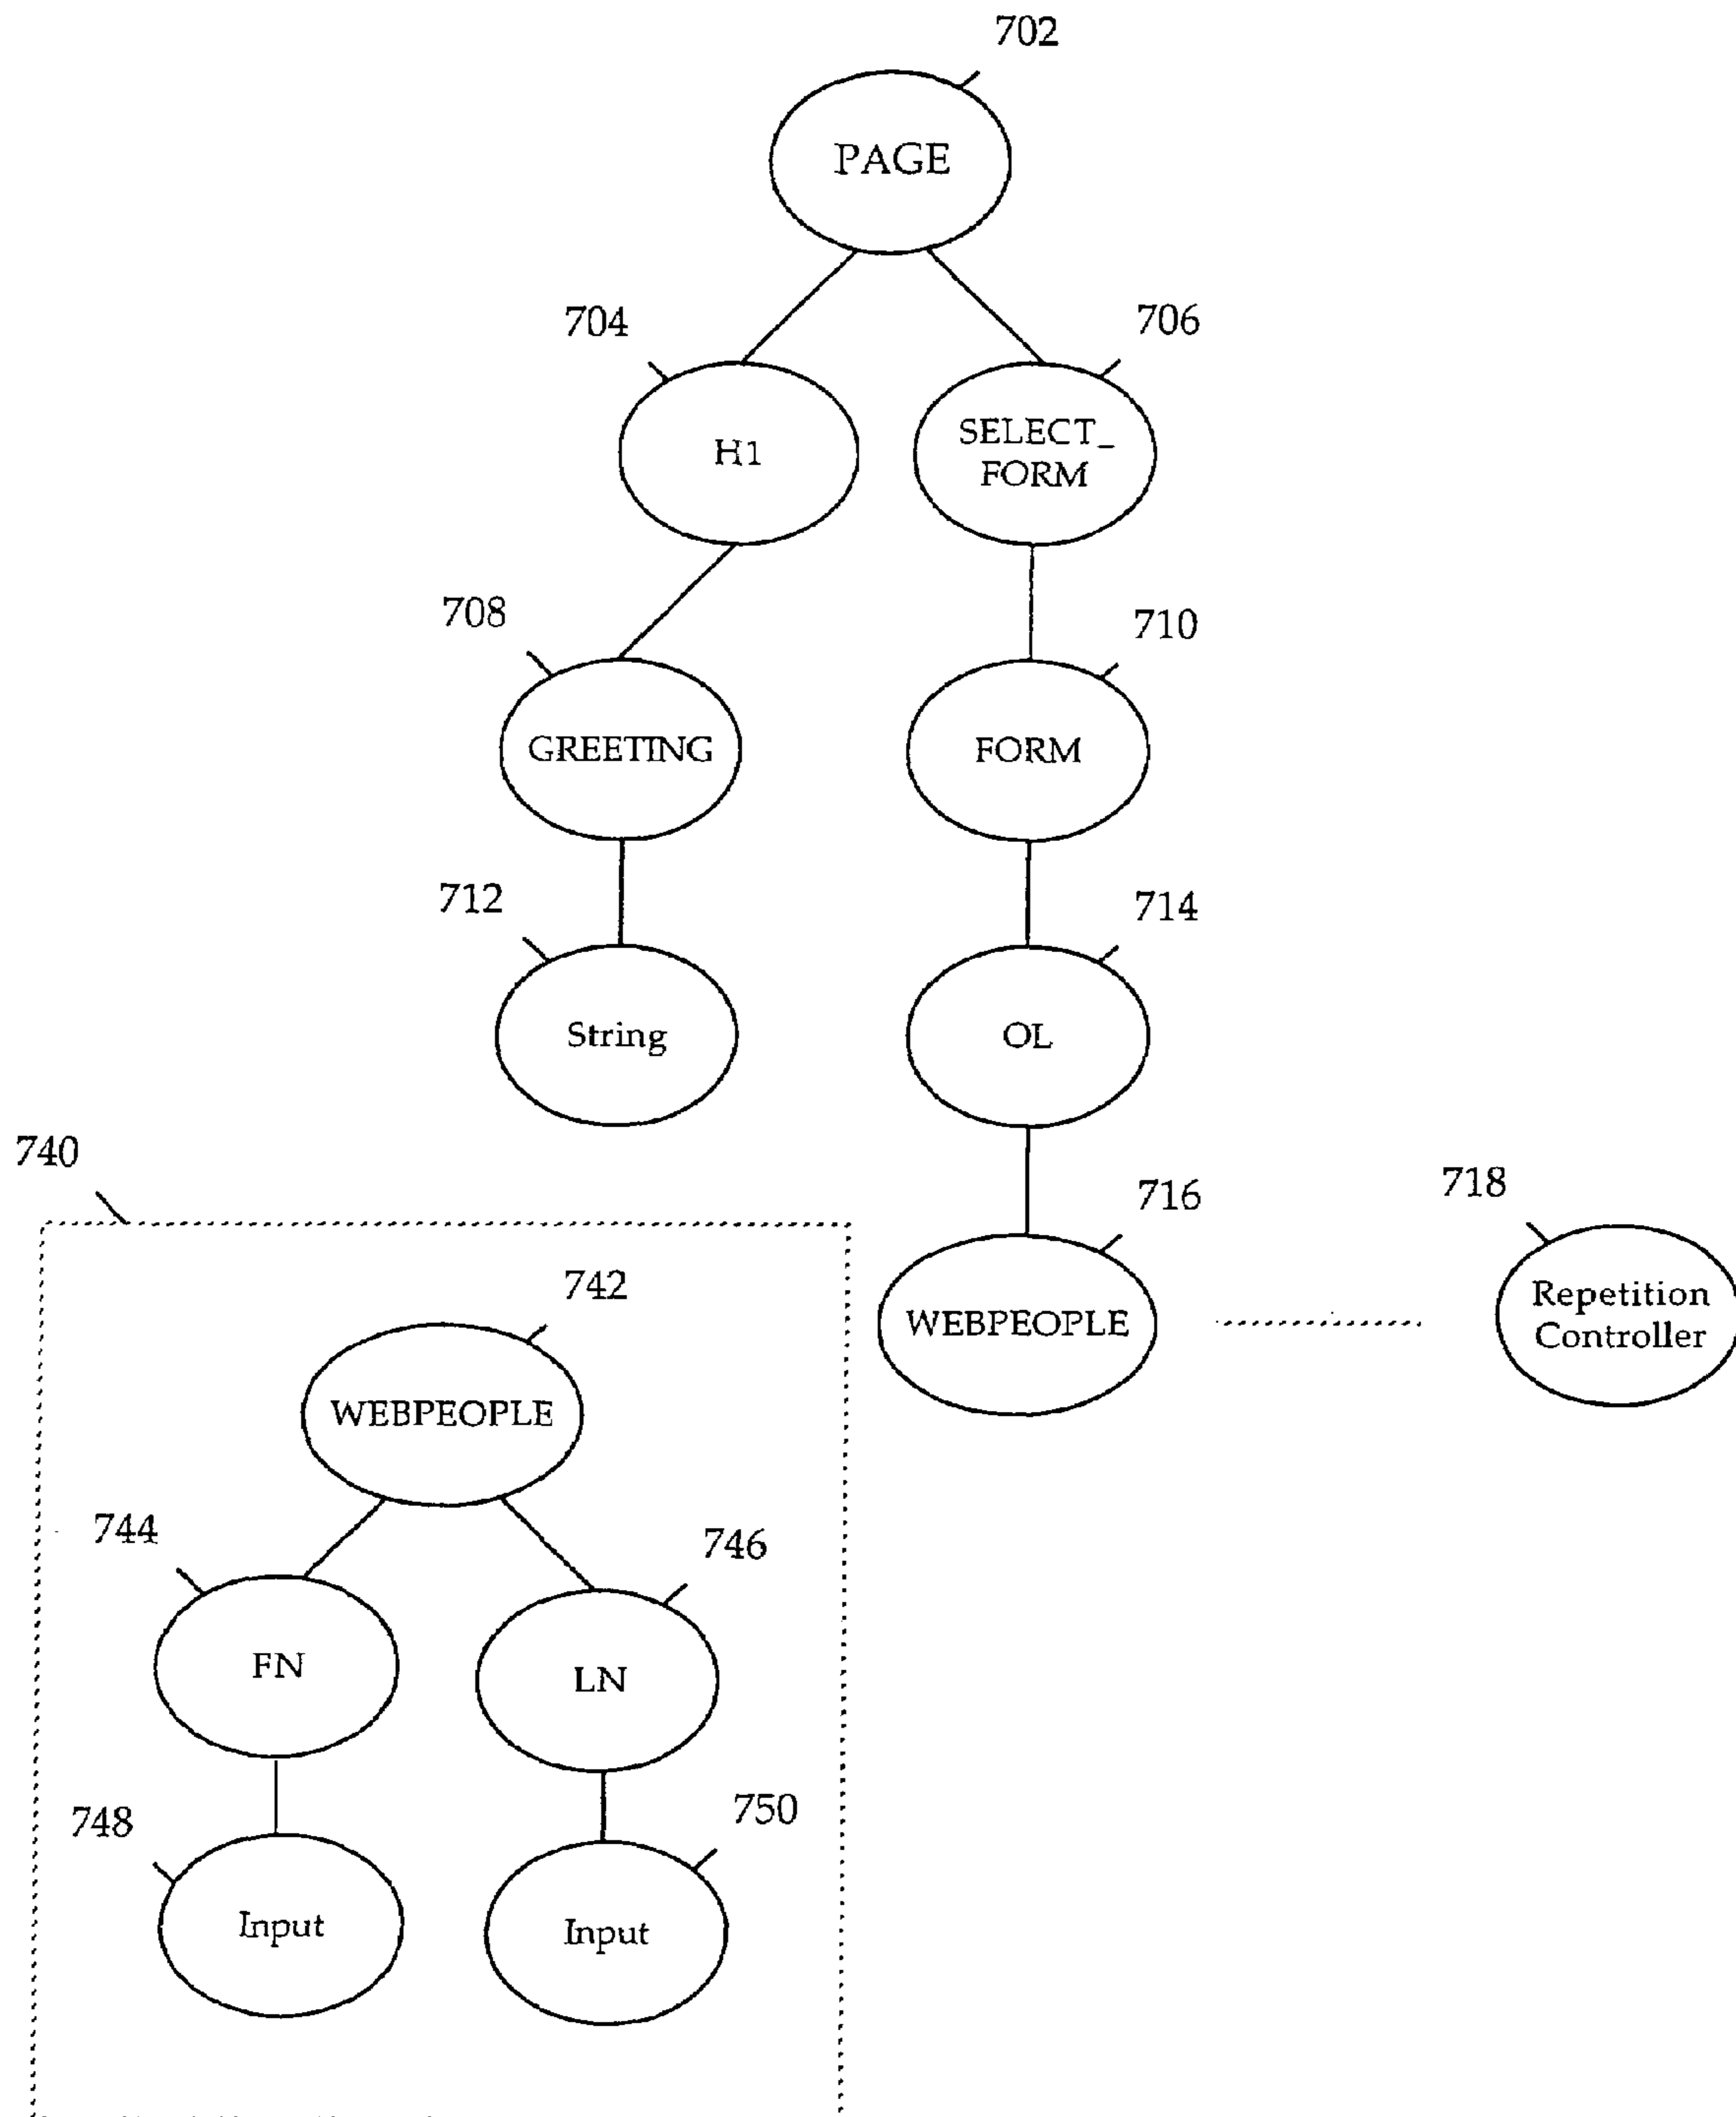 702
PAGE
704
706
H1
SELECT_
FORM
708
710
GREETING
FORM
712
714
String
OL
740
716
718
WEBPEOPLE
Repetition
Controller
742
WEBPEOPLE
744
746
FN
LN
748
750
Input
Input